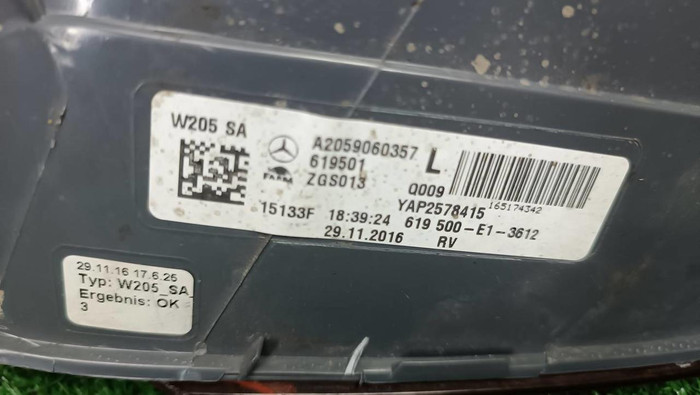 W205 SA
A2059060357 L
619501
ZGS013
Q009
165174342
YAP2578415
15133F 18:39:24 619 500-E1-3612
29.11.2016 RV
29.11.16 17.6.25
Typ: W205_SA
Ergebnis: OK
3